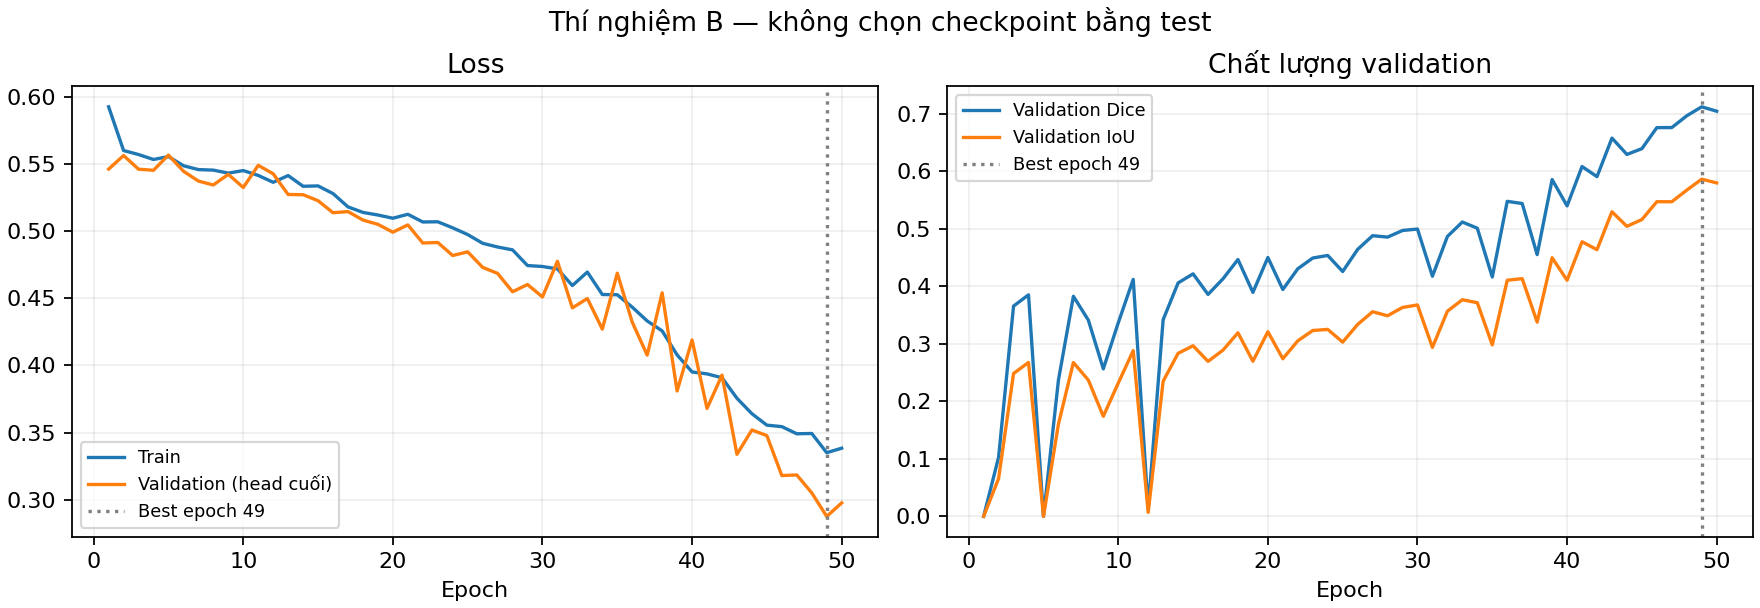 Thí nghiệm B — không chọn checkpoint bằng test
Loss
0.60
0.55
0.50
0.45
0.40
0.35
0.30
Train
Validation (head cuối)
Best epoch 49
0 10 20 30 40 50
Epoch
Chất lượng validation
0.7
0.6
0.5
0.4
0.3
0.2
0.1
0.0
Validation Dice
Validation IoU
Best epoch 49
0 10 20 30 40 50
Epoch